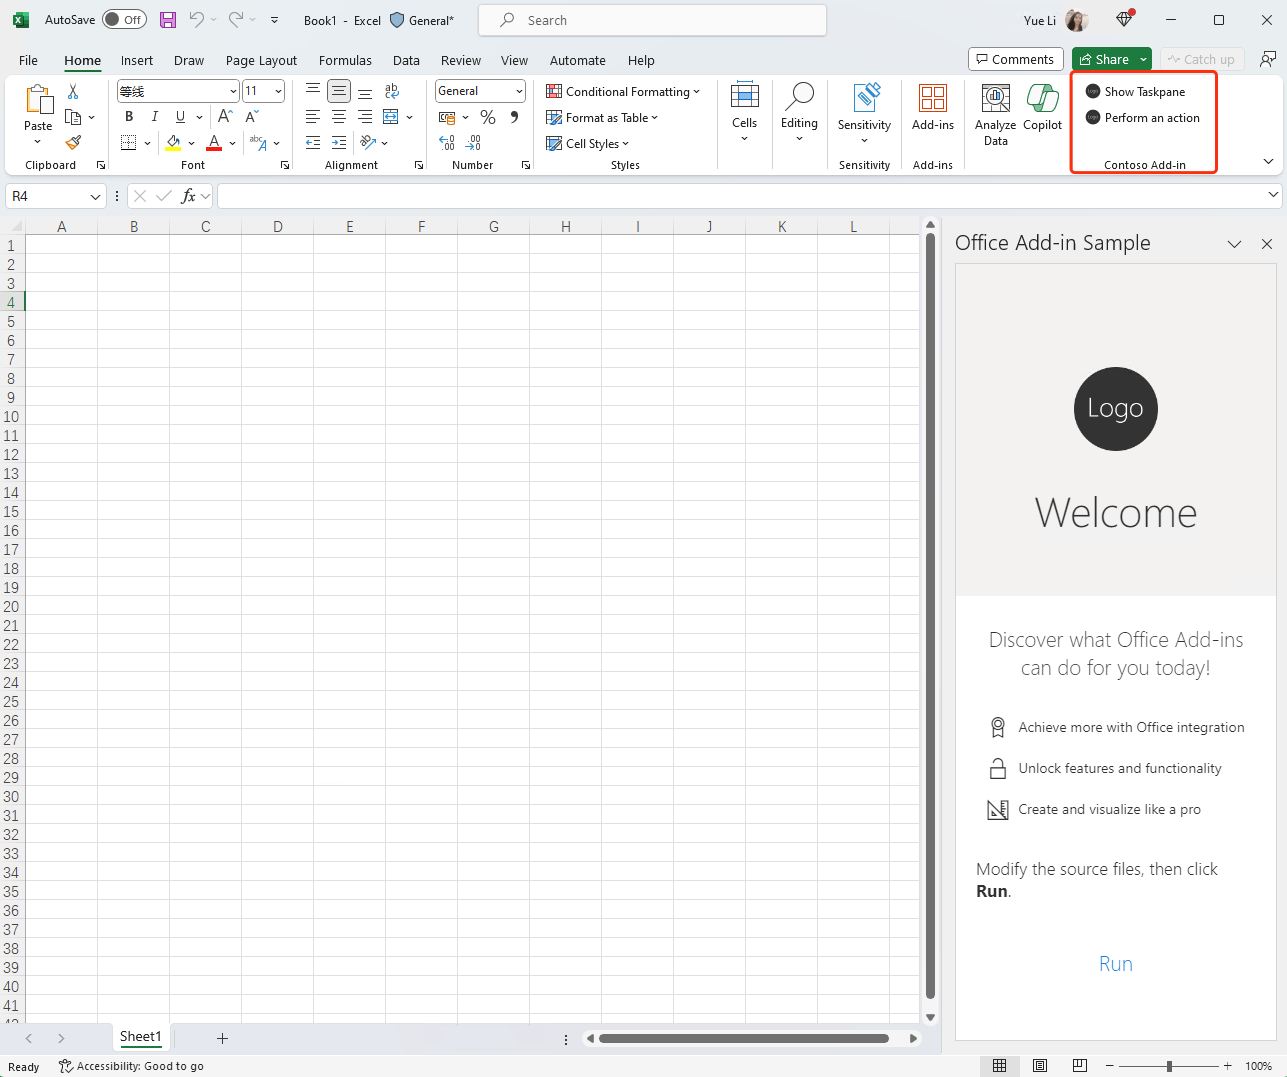 AutoSave Off Book1 - Excel General* Search Yue Li
File Home Insert Draw Page Layout Formulas Data Review View Automate Help Comments Share Catch up
Paste
等线 11
B I U
General
Conditional Formatting
Format as Table
Cell Styles
Cells
Editing
Sensitivity
Add-ins
Analyze
Data
Copilot
Show Taskpane
Perform an action
Clipboard Font Alignment Number Styles Sensitivity Add-ins Contoso Add-in
R4 fx
A B C D E F G H I J K L
1
2
3
4
5
6
7
8
9
10
11
12
13
14
15
16
17
18
19
20
21
22
23
24
25
26
27
28
29
30
31
32
33
34
35
36
37
38
39
40
41
Office Add-in Sample
Logo
Welcome
Discover what Office Add-ins
can do for you today!
Achieve more with Office integration
Unlock features and functionality
Create and visualize like a pro
Modify the source files, then click
Run.
Run
Sheet1
Ready Accessibility: Good to go 100%